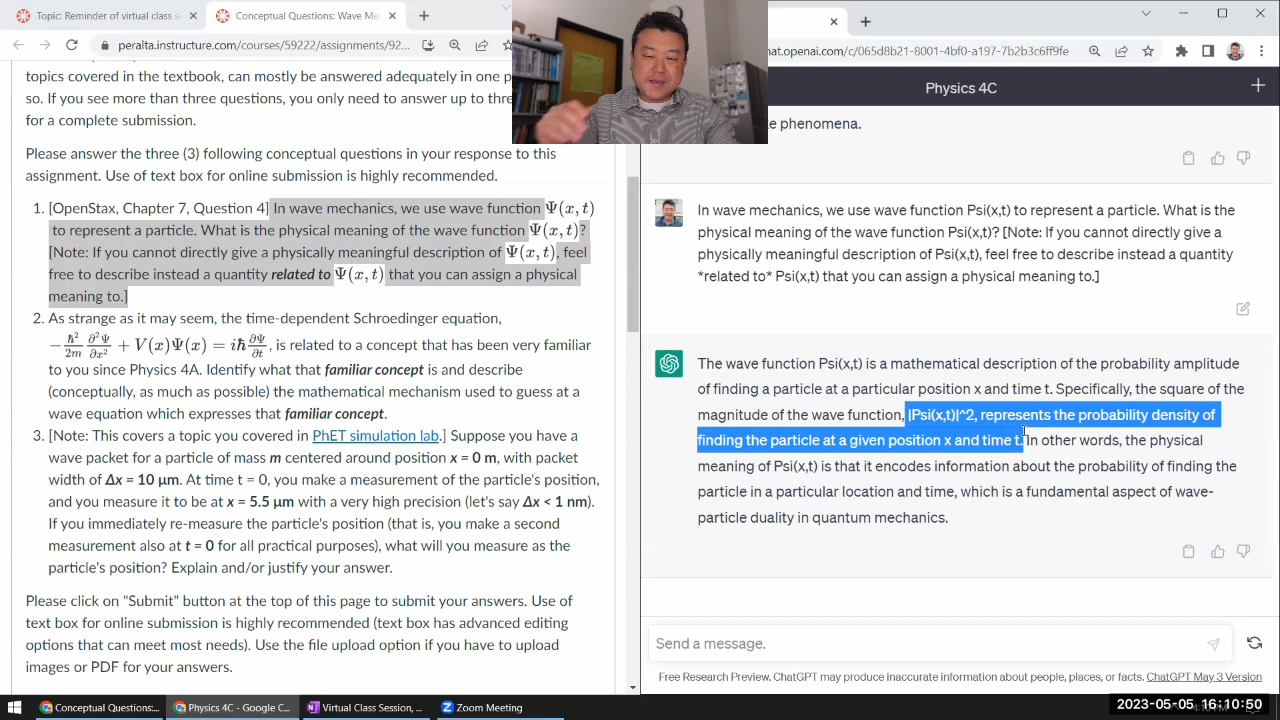 Topic: Reminder of virtual class s
Conceptual Questions: Wave Me
peralta.instructure.com/courses/59222/assignments/92...
hat.openai.com/c/065d8b21-8001-4bf0-a197-7b2b3c6ff9fe
topics covered in the textbook, can mostly be answered adequately in one p
so. If you see more than three questions, you only need to answer up to thre
for a complete submission.
Please answer the three (3) following conceptual questions in your response to this
assignment. Use of text box for online submission is highly recommended.
1. [OpenStax, Chapter 7, Question 4] In wave mechanics, we use wave function Ψ(x, t)
to represent a particle. What is the physical meaning of the wave function Ψ(x, t)?
[Note: If you cannot directly give a physically meaningful description of Ψ(x, t), feel
free to describe instead a quantity related to Ψ(x, t) that you can assign a physical
meaning to.]
2. As strange as it may seem, the time-dependent Schroedinger equation,
−ħ²/2m ∂²Ψ/∂x² + V(x)Ψ(x) = iħ ∂Ψ/∂t, is related to a concept that has been very familiar
to you since Physics 4A. Identify what that familiar concept is and describe
(conceptually, as much as possible) the mathematical mechanism used to guess at a
wave equation which expresses that familiar concept.
3. [Note: This covers a topic you covered in PhET simulation lab.] Suppose you have a
wave packet for a particle of mass m centered around position x = 0 m, with packet
width of Δx = 10 μm. At time t = 0, you make a measurement of the particle's position,
and you measure it to be at x = 5.5 μm with a very high precision (let's say Δx < 1 nm).
If you immediately re-measure the particle's position (that is, you make a second
measurement also at t = 0 for all practical purposes), what will you measure as the
particle's position? Explain and/or justify your answer.
Please click on "Submit" button at the top of this page to submit your answers. Use of
text box for online submission is highly recommended (text box has advanced editing
options that can meet most needs). Use the file upload option if you have to upload
images or PDF for your answers.
Physics 4C
ke phenomena.
In wave mechanics, we use wave function Psi(x,t) to represent a particle. What is the
physical meaning of the wave function Psi(x,t)? [Note: If you cannot directly give a
physically meaningful description of Psi(x,t), feel free to describe instead a quantity
*related to* Psi(x,t) that you can assign a physical meaning to.]
The wave function Psi(x,t) is a mathematical description of the probability amplitude
of finding a particle at a particular position x and time t. Specifically, the square of the
magnitude of the wave function, |Psi(x,t)|^2, represents the probability density of
finding the particle at a given position x and time t. In other words, the physical
meaning of Psi(x,t) is that it encodes information about the probability of finding the
particle in a particular location and time, which is a fundamental aspect of wave-
particle duality in quantum mechanics.
Send a message.
Free Research Preview. ChatGPT may produce inaccurate information about people, places, or facts. ChatGPT May 3 Version
Conceptual Questions:...
Physics 4C - Google C...
Virtual Class Session, ...
Zoom Meeting
2023-05-05 16:10:50